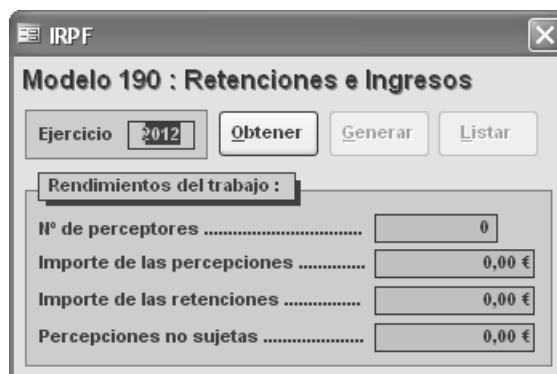 IRPF
Modelo 190 : Retenciones e Ingresos
Ejercicio 2012 Obtener Generar Listar
Rendimientos del trabajo :
Nº de perceptores ................................ 0
Importe de las percepciones ............. 0,00 €
Importe de las retenciones ................ 0,00 €
Percepciones no sujetas ..................... 0,00 €